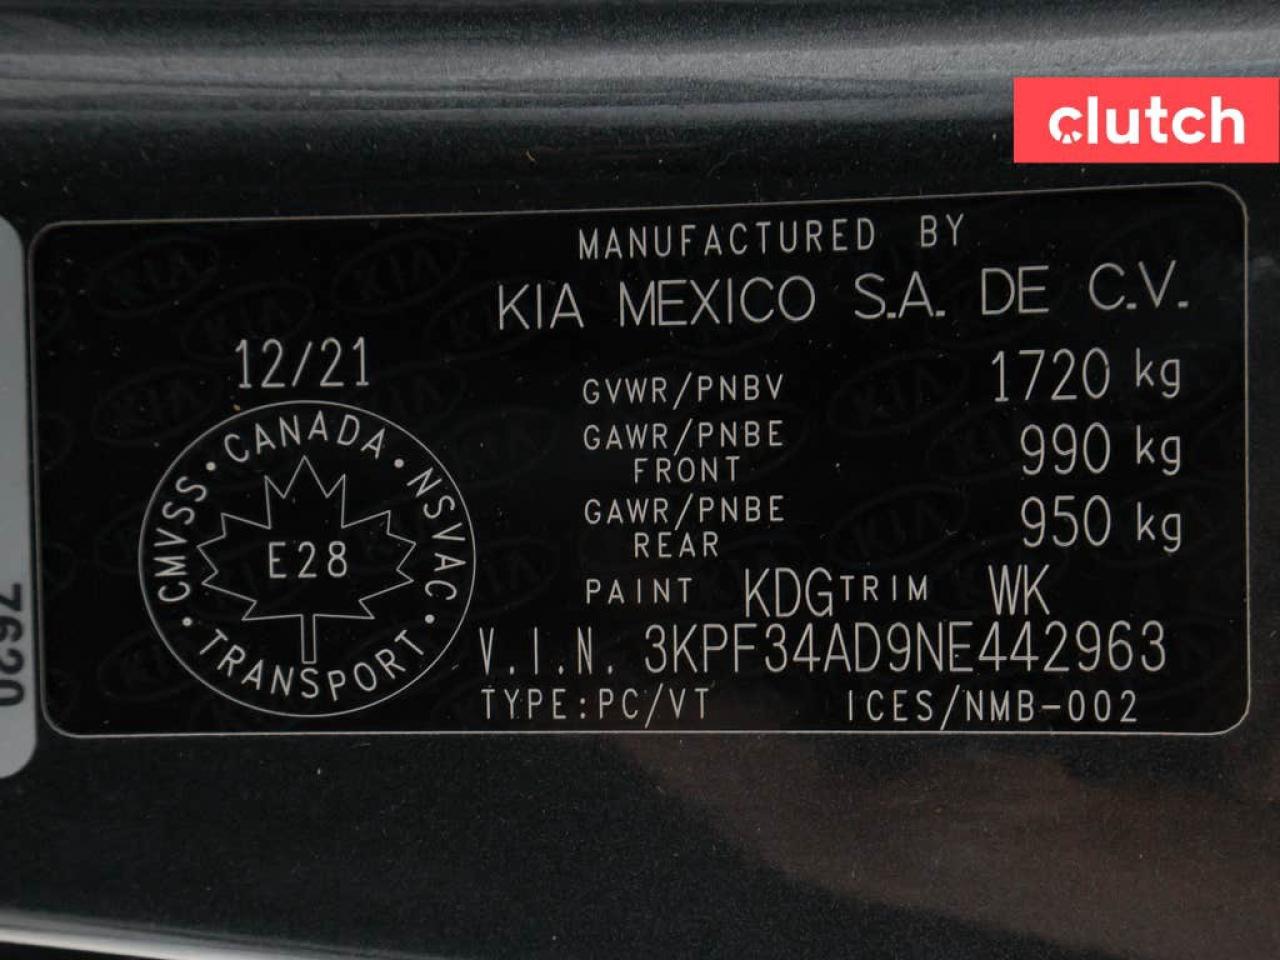 clutch
MANUFACTURED BY
KIA MEXICO S.A. DE C.V.
12/21
GVWR/PNBV 1720 kg
GAWR/PNBE FRONT 990 kg
GAWR/PNBE REAR 950 kg
PAINT KDG TRIM WK
V.I.N. 3KPF34AD9NE442963
TYPE:PC/VT ICES/NMB-002
CMVSS • CANADA • NSVAC • TRANSPORT •
E28
7620
KIA